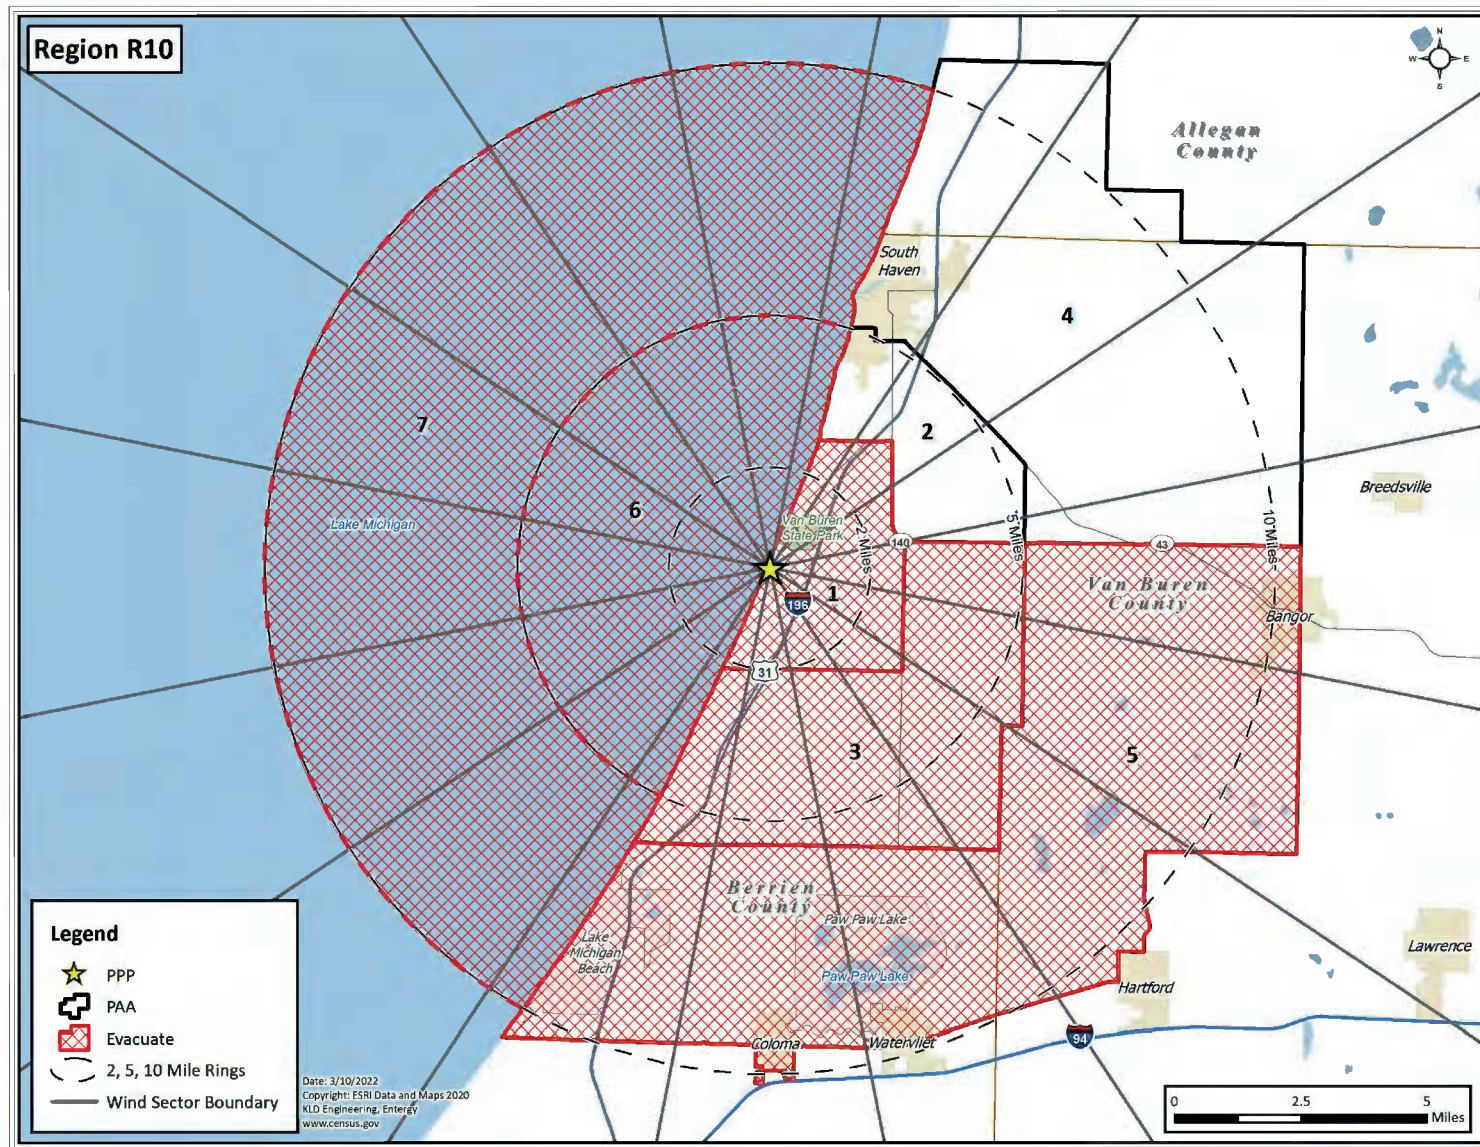 Region R10
N
W E
S
Allegan
County
South
Haven
4
7
2
Breedsville
6
Lake Michigan
Van Buren
State Park
2 Miles
5 Miles
10 Miles
140
43
Van Buren
County
1
196
Bangor
31
3
5
Berrien
County
Paw Paw Lake
Lake
Michigan
Beach
Paw Paw Lake
Lawrence
Hartford
Coloma
Watervliet
94
Legend
PPP
PAA
Evacuate
2, 5, 10 Mile Rings
Wind Sector Boundary
Date: 3/10/2022
Copyright: ESRI Data and Maps 2020
KLD Engineering, Entergy
www.census.gov
0 2.5 5
Miles